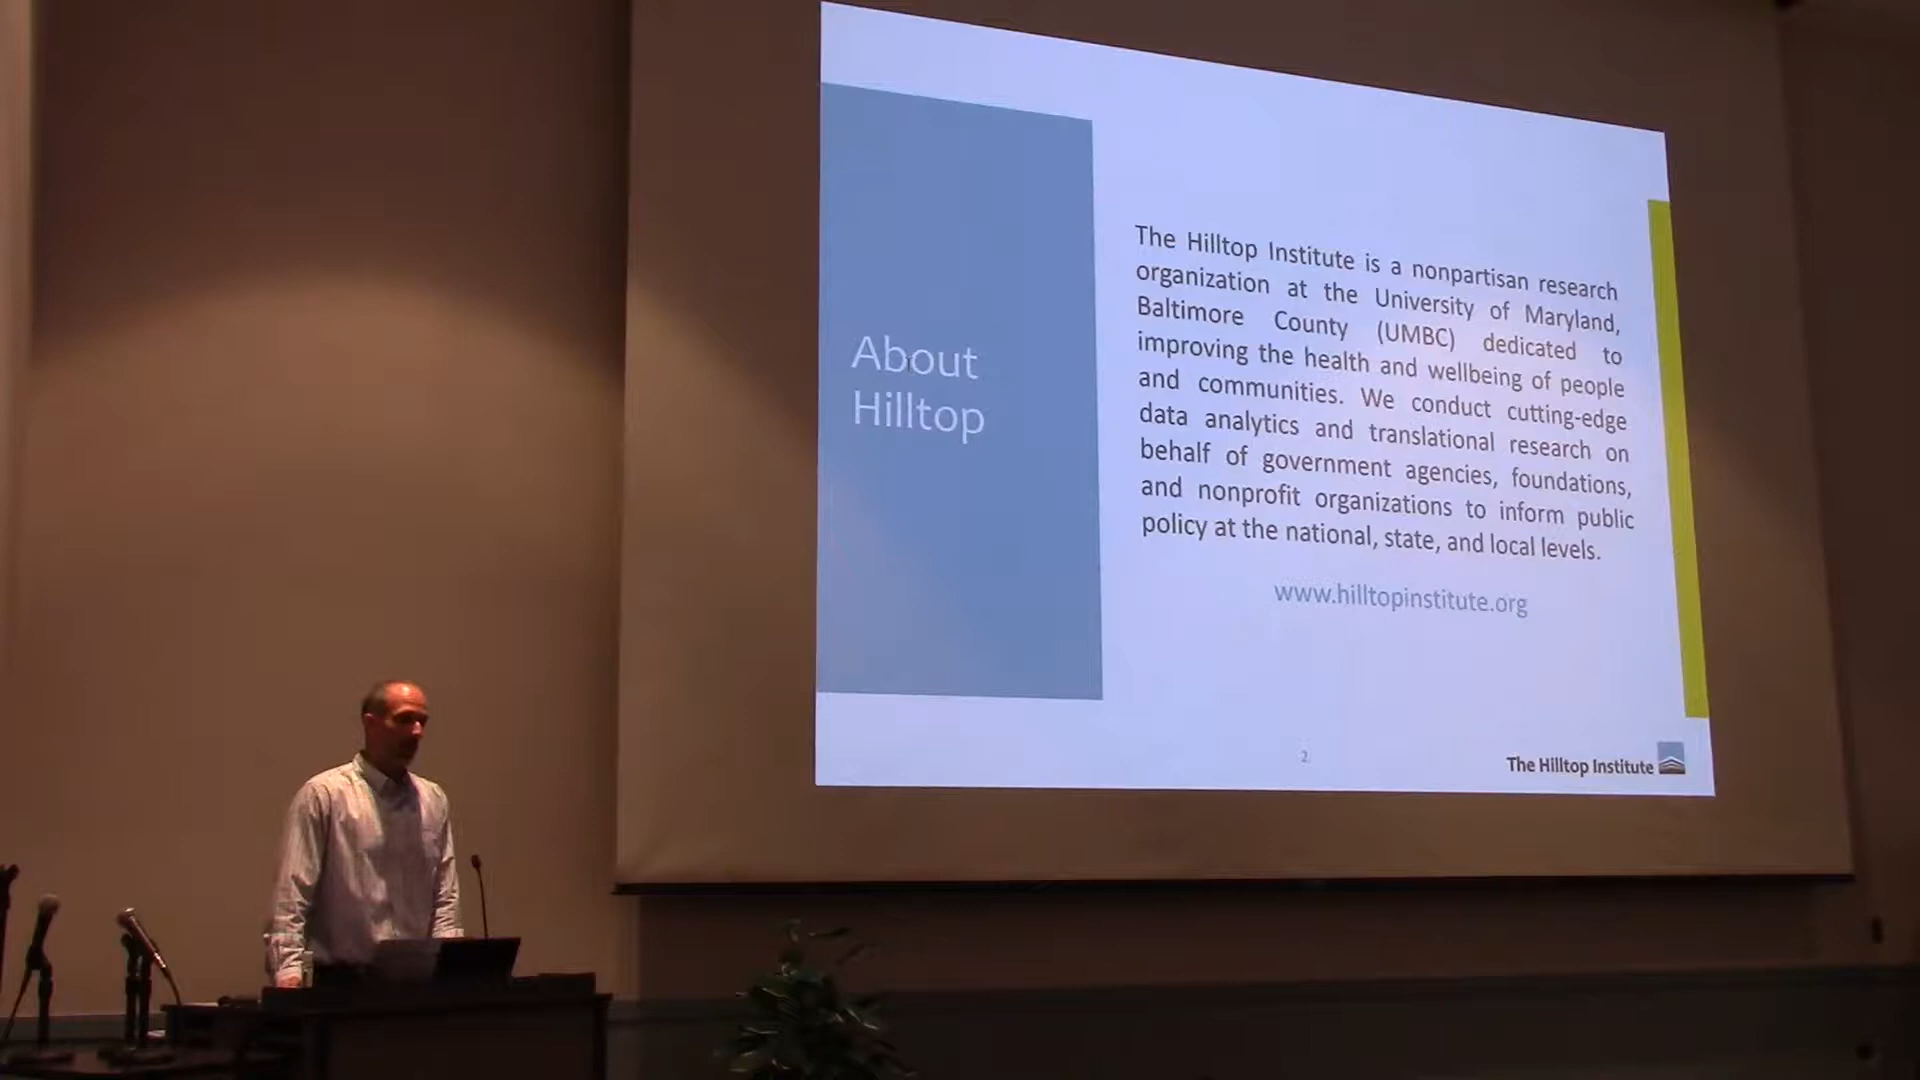 About
Hilltop
The Hilltop Institute is a nonpartisan research
organization at the University of Maryland,
Baltimore County (UMBC) dedicated to
improving the health and wellbeing of people
and communities. We conduct cutting-edge
data analytics and translational research on
behalf of government agencies, foundations,
and nonprofit organizations to inform public
policy at the national, state, and local levels.
www.hilltopinstitute.org
2
The Hilltop Institute